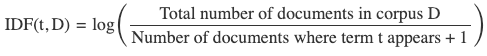 IDF(t, D) = log ( Total number of documents in corpus D / Number of documents where term t appears + 1 )